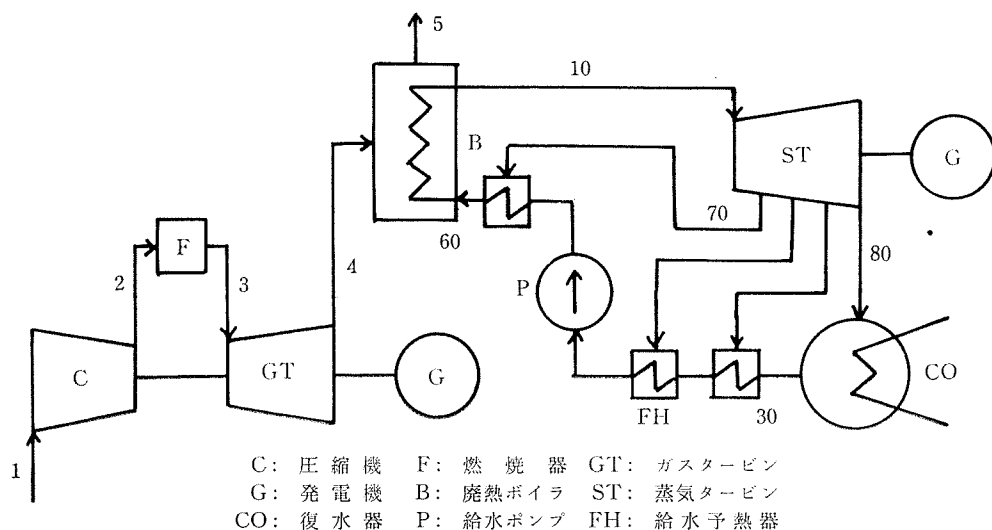 5
10
B
ST
G
F
60
70
2
3
4
P
80
C
GT
G
CO
FH
30
1
C: 圧縮機 F: 燃焼器 GT: ガスタービン
G: 発電機 B: 廃熱ボイラ ST: 蒸気タービン
CO: 復水器 P: 給水ポンプ FH: 給水予熱器